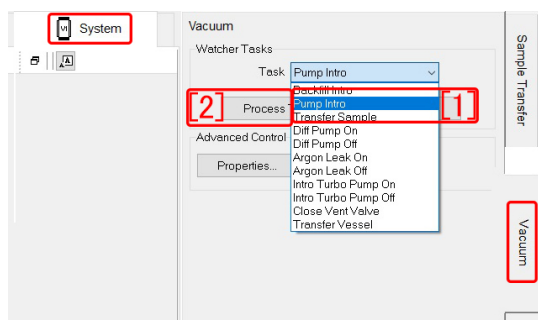 System
Vacuum
Watcher Tasks
Task Pump Intro
Backfill Intro
Pump Intro
[1]
[2]
Process
Transfer Sample
Diff Pump On
Advanced Control
Diff Pump Off
Argon Leak On
Properties...
Argon Leak Off
Intro Turbo Pump On
Intro Turbo Pump Off
Close Vent Valve
Transfer Vessel
Sample Transfer
Vacuum